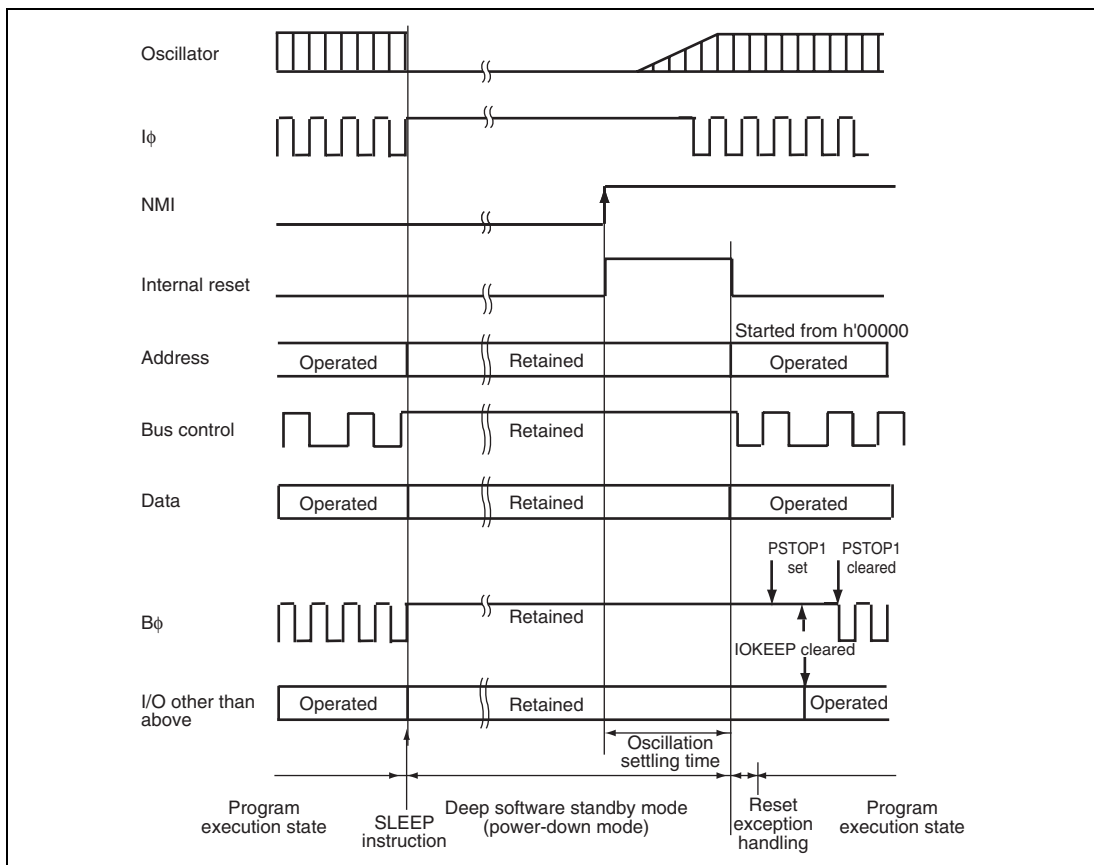 Oscillator
Iϕ
NMI
Internal reset
Started from h'00000
Address
Operated
Retained
Operated
Bus control
Retained
Data
Operated
Retained
Operated
PSTOP1
set
PSTOP1
cleared
Bϕ
Retained
IOKEEP cleared
I/O other than
above
Operated
Retained
Operated
Oscillation
settling time
Program
execution state
SLEEP
instruction
Deep software standby mode
(power-down mode)
Reset
exception
handling
Program
execution state